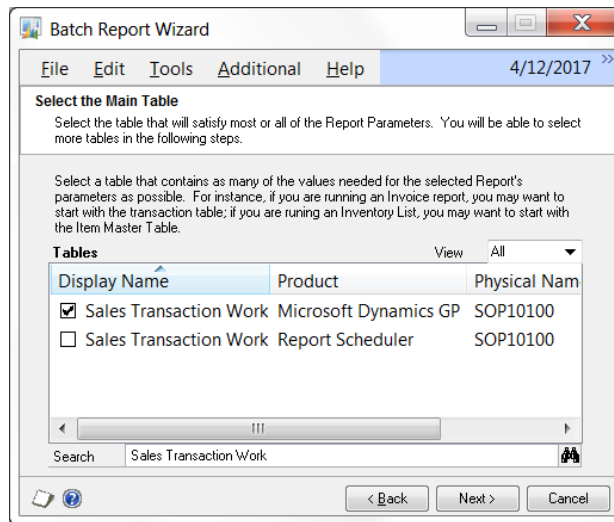 Batch Report Wizard
File Edit Tools Additional Help 4/12/2017 »
Select the Main Table
Select the table that will satisfy most or all of the Report Parameters. You will be able to select
more tables in the following steps.
Select a table that contains as many of the values needed for the selected Report's
parameters as possible. For instance, if you are running an Invoice report, you may want to
start with the transaction table; if you are runing an Inventory List, you may want to start with
the Item Master Table.
Tables View All
Display Name Product Physical Nam
Sales Transaction Work Microsoft Dynamics GP SOP10100
Sales Transaction Work Report Scheduler SOP10100
Search Sales Transaction Work
< Back Next > Cancel